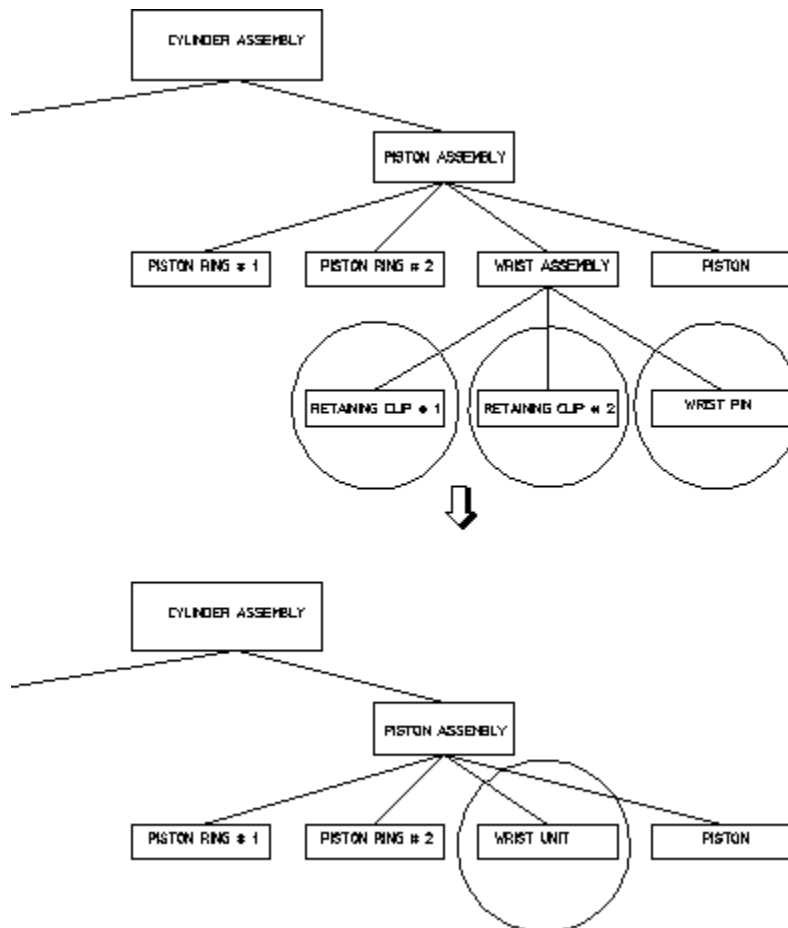 CYLINDER ASSEMBLY
PISTON ASSEMBLY
PISTON RING # 1
PISTON RING # 2
WRIST ASSEMBLY
PISTON
RETAINING CLIP # 1
RETAINING CLIP # 2
WRIST PIN
CYLINDER ASSEMBLY
PISTON ASSENBLY
PISTON RING # 1
PISTON RING # 2
WRIST UNIT
PISTON